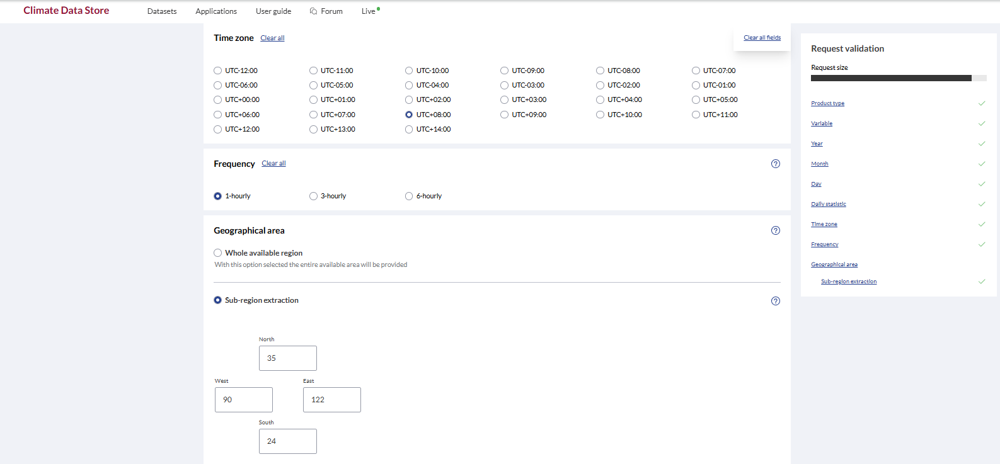 Climate Data Store Datasets Applications User guide Forum Live
Time zone Clear all Clear all fields
UTC-12:00 UTC-11:00 UTC-10:00 UTC-09:00 UTC-08:00 UTC-07:00
UTC-06:00 UTC-05:00 UTC-04:00 UTC-03:00 UTC-02:00 UTC-01:00
UTC+00:00 UTC+01:00 UTC+02:00 UTC+03:00 UTC+04:00 UTC+05:00
UTC+06:00 UTC+07:00 UTC+08:00 UTC+09:00 UTC+10:00 UTC+11:00
UTC+12:00 UTC+13:00 UTC+14:00
Frequency Clear all
1-hourly 3-hourly 6-hourly
Geographical area
Whole available region
With this option selected the entire available area will be provided
Sub-region extraction
North
35
West East
90 122
South
24
Request validation
Request size
Product type
Variable
Year
Month
Day
Daily statistic
Time zone
Frequency
Geographical area
Sub-region extraction